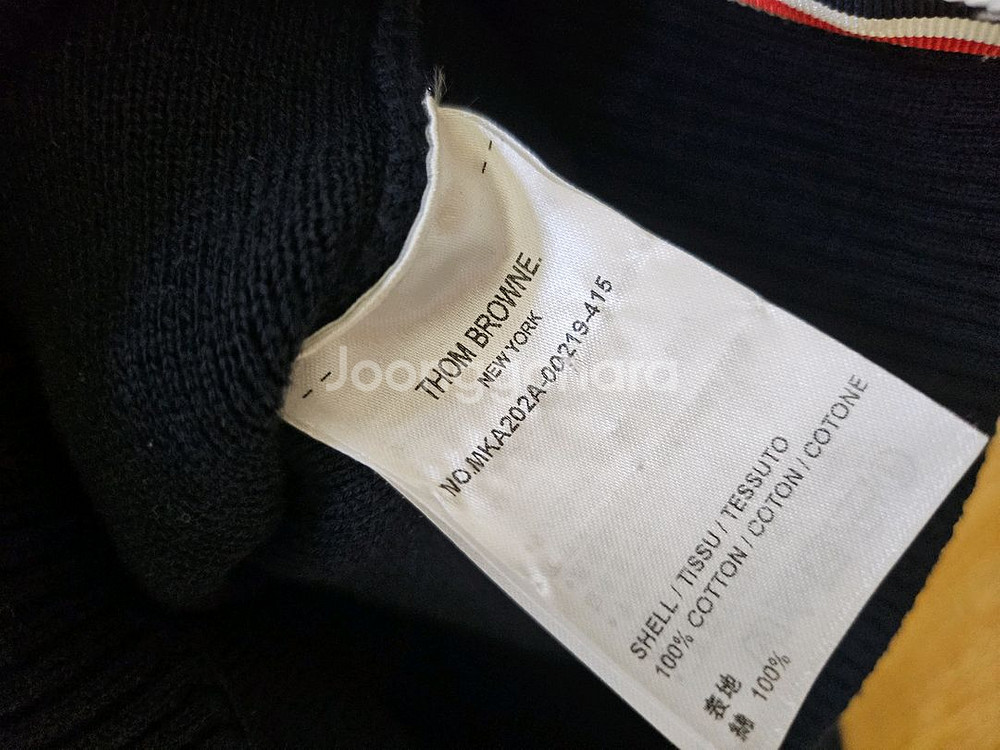 THOM BROWNE.
NEW YORK
NO.MKA202A-00219-415
SHELL / TISSU / TESSUTO
100% COTTON / COTON / COTONE
表地
綿 100%
Joonggonara